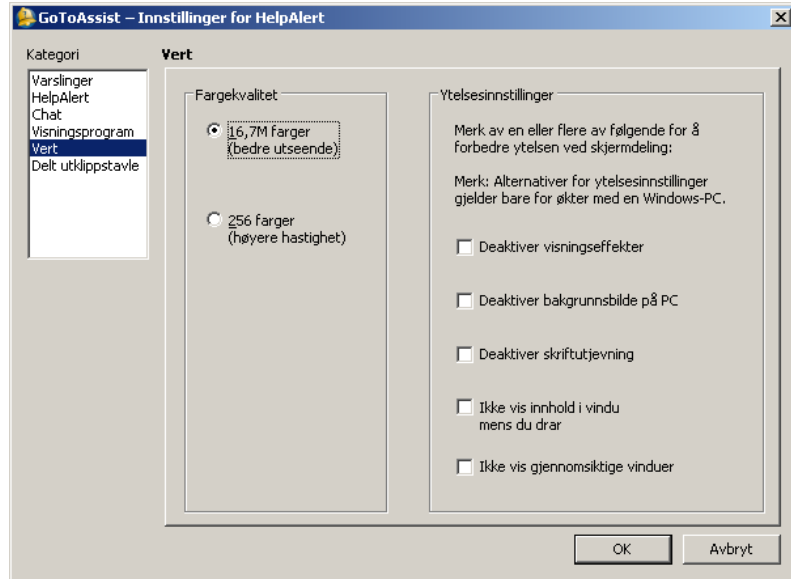 GoToAssist – Innstillinger for HelpAlert
Kategori
Varslinger
HelpAlert
Chat
Visningsprogram
Vert
Delt utklippstavle
Vert
Fargekvalitet
16,7M farger
(bedre utseende)
256 farger
(høyere hastighet)
Ytelsesinnstillinger
Merk av en eller flere av følgende for å
forbedre ytelsen ved skjermdeling:
Merk: Alternativer for ytelsesinnstillinger
gjelder bare for økter med en Windows-PC.
Deaktiver visningseffekter
Deaktiver bakgrunnsbilde på PC
Deaktiver skriftutjevning
Ikke vis innhold i vindu
mens du drar
Ikke vis gjennomsiktige vinduer
OK
Avbryt